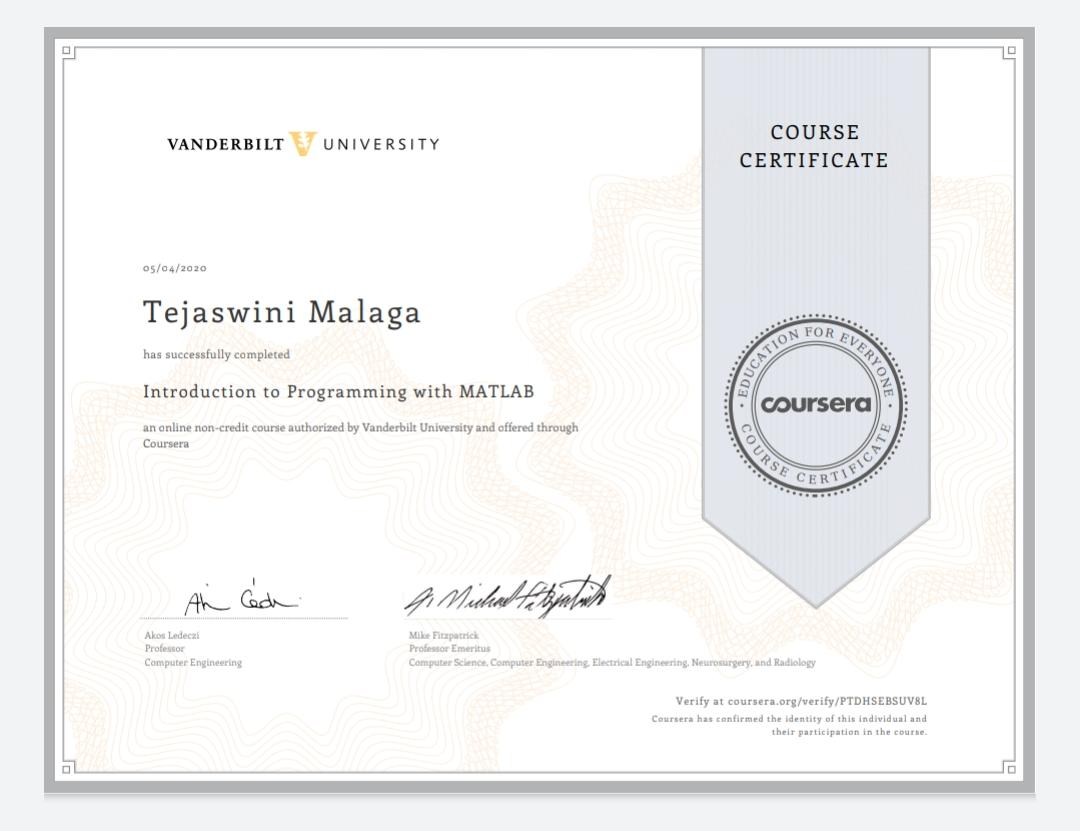 VANDERBILT V UNIVERSITY
COURSE
CERTIFICATE
05/04/2020
Tejaswini Malaga
has successfully completed
Introduction to Programming with MATLAB
an online non-credit course authorized by Vanderbilt University and offered through
Coursera
EDUCATION FOR EVERYONE
coursera
COURSE CERTIFICATE
Akos Ledeczi
Professor
Computer Engineering
Mike Fitzpatrick
Professor Emeritus
Computer Science, Computer Engineering, Electrical Engineering, Neurosurgery, and Radiology
Verify at coursera.org/verify/PTDHSEBSUV8L
Coursera has confirmed the identity of this individual and
their participation in the course.